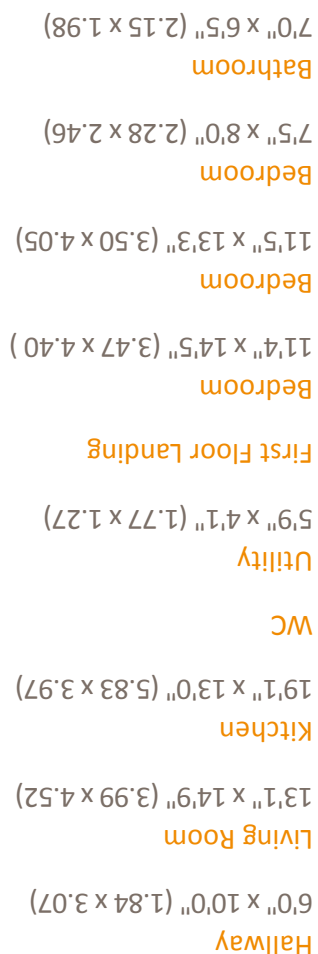 Hallway
6'0" x 10'0" (1.84 x 3.07)
Living Room
13'1" x 14'9" (3.99 x 4.52)
Kitchen
19'1" x 13'0" (5.83 x 3.97)
WC
Utility
5'9" x 4'1" (1.77 x 1.27)
First Floor Landing
Bedroom
11'4" x 14'5" (3.47 x 4.40 )
Bedroom
11'5" x 13'3" (3.50 x 4.05)
Bedroom
7'5" x 8'0" (2.28 x 2.46)
Bathroom
7'0" x 6'5" (2.15 x 1.98)